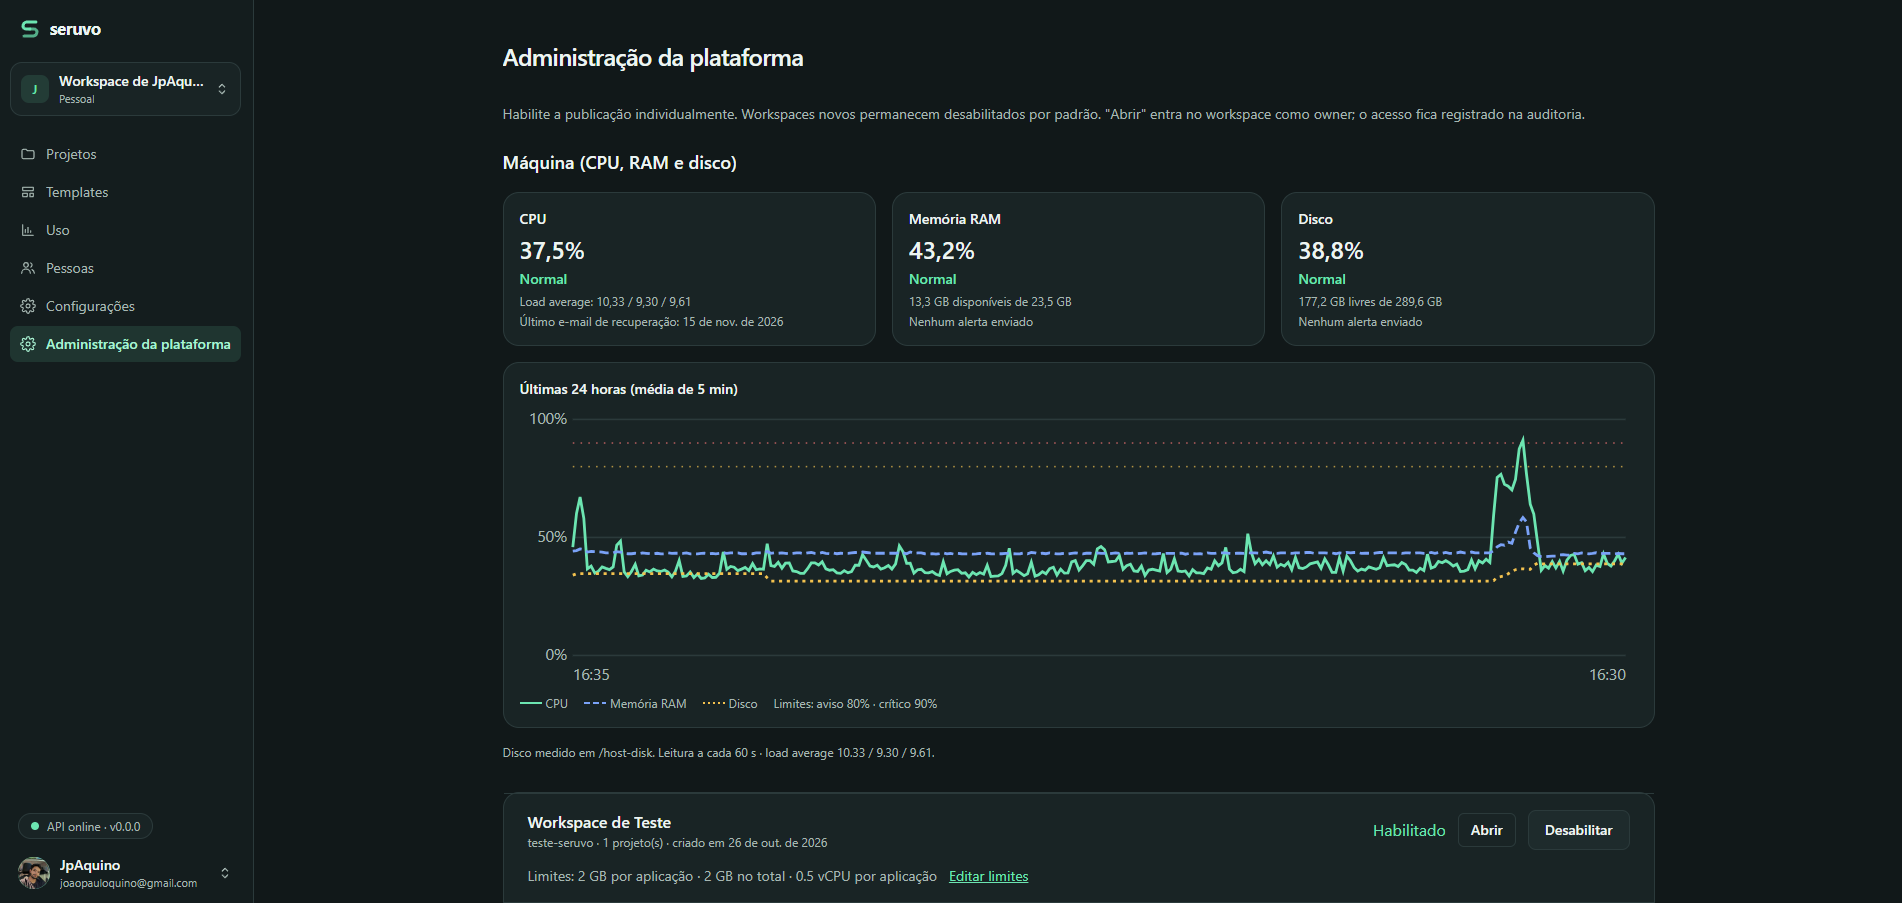 seruvo
J
Workspace de JpAqu...
Pessoal
Projetos
Templates
Uso
Pessoas
Configurações
Administração da plataforma
API online · v0.0.0
JpAquino
joaopauloquino@gmail.com
Administração da plataforma
Habilite a publicação individualmente. Workspaces novos permanecem desabilitados por padrão. "Abrir" entra no workspace como owner; o acesso fica registrado na auditoria.
Máquina (CPU, RAM e disco)
CPU
37,5%
Normal
Load average: 10,33 / 9,30 / 9,61
Último e-mail de recuperação: 15 de nov. de 2026
Memória RAM
43,2%
Normal
13,3 GB disponíveis de 23,5 GB
Nenhum alerta enviado
Disco
38,8%
Normal
177,2 GB livres de 289,6 GB
Nenhum alerta enviado
Últimas 24 horas (média de 5 min)
100%
50%
0%
16:35
16:30
CPU
Memória RAM
Disco
Limites: aviso 80% · crítico 90%
Disco medido em /host-disk. Leitura a cada 60 s · load average 10.33 / 9.30 / 9.61.
Workspace de Teste
teste-seruvo · 1 projeto(s) · criado em 26 de out. de 2026
Limites: 2 GB por aplicação · 2 GB no total · 0.5 vCPU por aplicação Editar limites
Habilitado
Abrir
Desabilitar